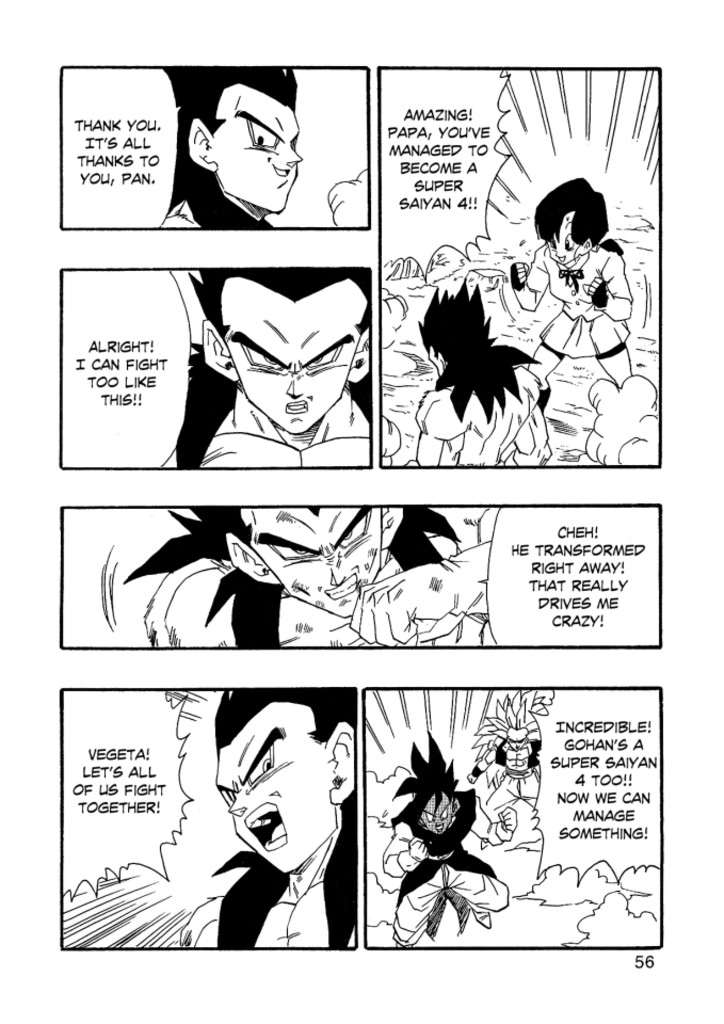 AMAZING!
PAPA, YOU'VE
MANAGED TO
BECOME A
SUPER
SAIYAN 4!!
THANK YOU.
IT'S ALL
THANKS TO
YOU, PAN.
ALRIGHT!
I CAN FIGHT
TOO LIKE
THIS!!
CHEH!
HE TRANSFORMED
RIGHT AWAY!
THAT REALLY
DRIVES ME
CRAZY!
INCREDIBLE!
GOHAN'S A
SUPER SAIYAN
4 TOO!!
NOW WE CAN
MANAGE
SOMETHING!
VEGETA!
LET'S ALL
OF US FIGHT
TOGETHER!
56